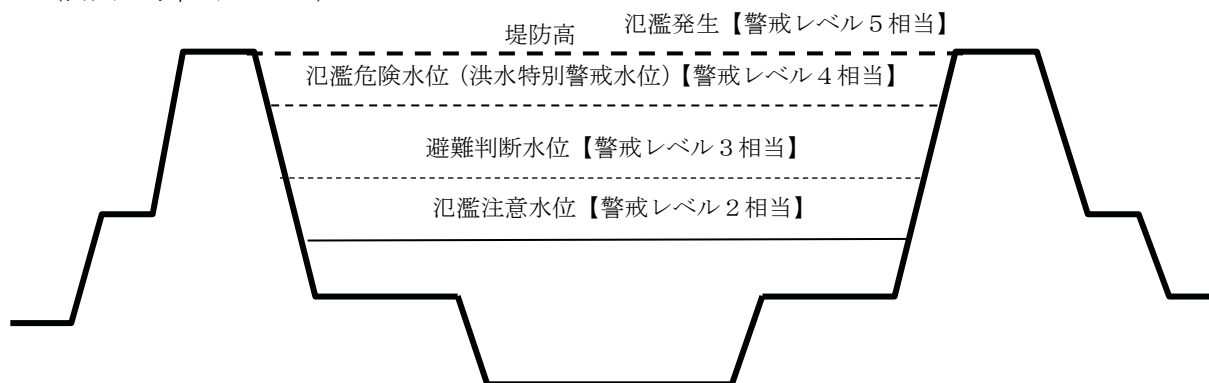 氾濫発生【警戒レベル５相当】
堤防高
氾濫危険水位（洪水特別警戒水位）【警戒レベル４相当】
避難判断水位【警戒レベル３相当】
氾濫注意水位【警戒レベル２相当】